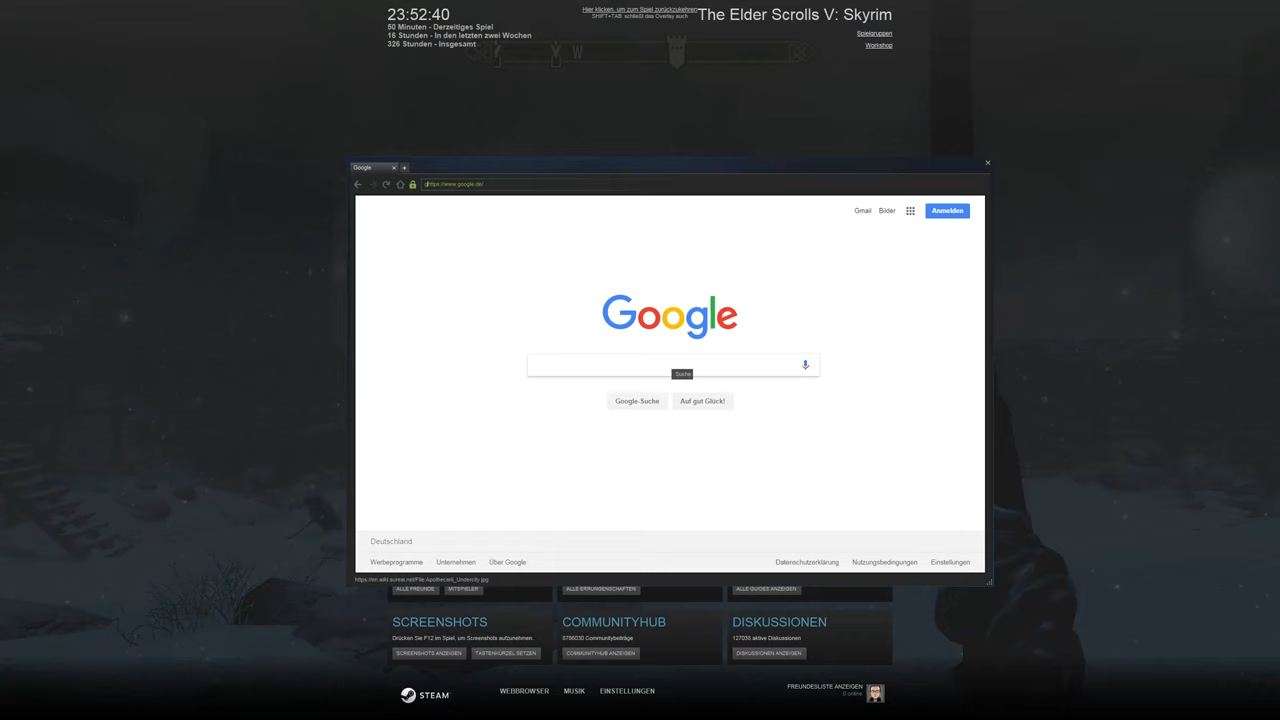 23:52:40
50 Minuten - Derzeitiges Spiel
16 Stunden - In den letzten zwei Wochen
326 Stunden - Insgesamt
Hier klicken, um zum Spiel zurückzukehren
SHIFT+TAB schließt das Overlay auch
The Elder Scrolls V: Skyrim
Spielgruppen
Workshop
W
Google
https://www.google.de/
Gmail Bilder Anmelden
Google
Suche
Google-Suche Auf gut Glück!
Deutschland
Werbeprogramme Unternehmen Über Google Datenschutzerklärung Nutzungsbedingungen Einstellungen
ALLE FREUNDE MITSPIELER ALLE ERRUNGENSCHAFTEN ALLE GUIDES ANZEIGEN
SCREENSHOTS
Drücken Sie F12 im Spiel, um Screenshots aufzunehmen.
SCREENSHOTS ANZEIGEN TASTENKÜRZEL SETZEN
COMMUNITYHUB
8786030 Communitybeiträge
COMMUNITYHUB ANZEIGEN
DISKUSSIONEN
127038 aktive Diskussionen
DISKUSSIONEN ANZEIGEN
STEAM
WEBBROWSER MUSIK EINSTELLUNGEN
FREUNDESLISTE ANZEIGEN
0 online